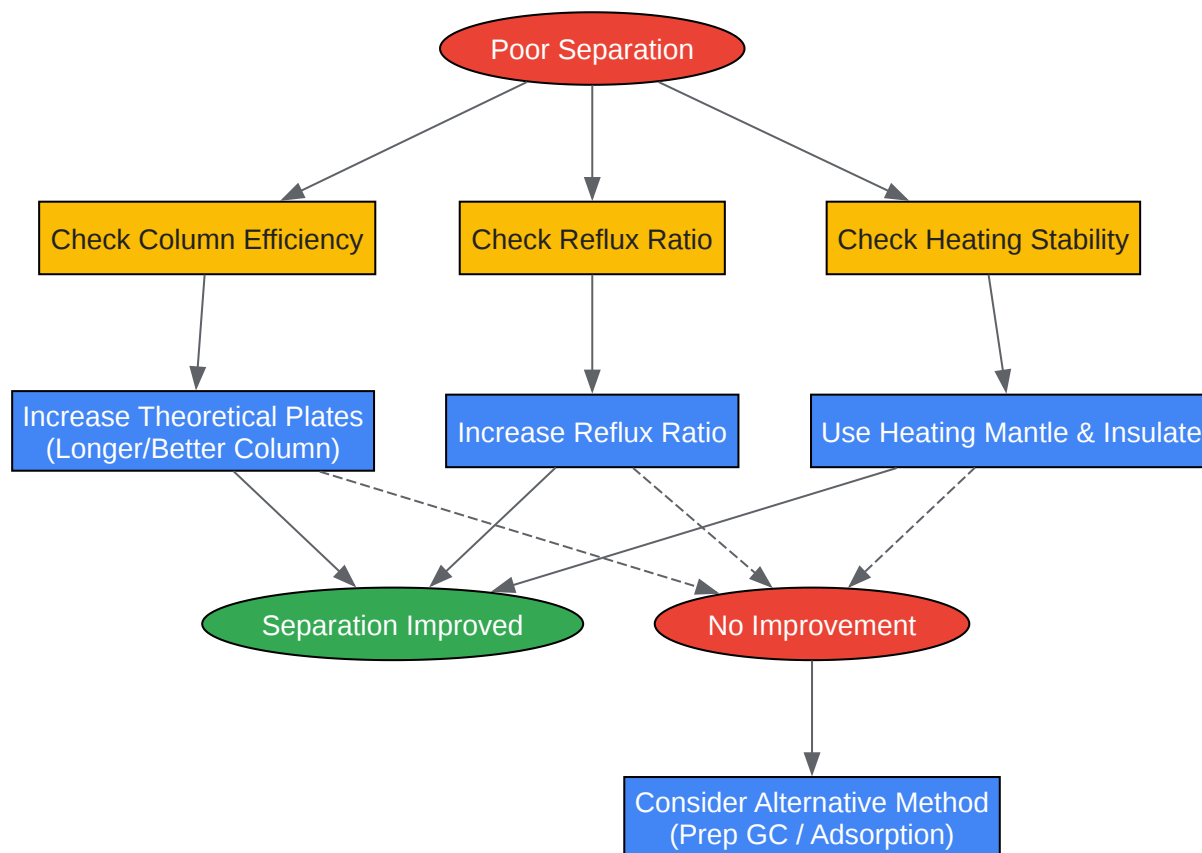 Poor Separation
Check Column Efficiency
Check Reflux Ratio
Check Heating Stability
Increase Theoretical Plates
(Longer/Better Column)
Increase Reflux Ratio
Use Heating Mantle & Insulate
Separation Improved
No Improvement
Consider Alternative Method
(Prep GC / Adsorption)